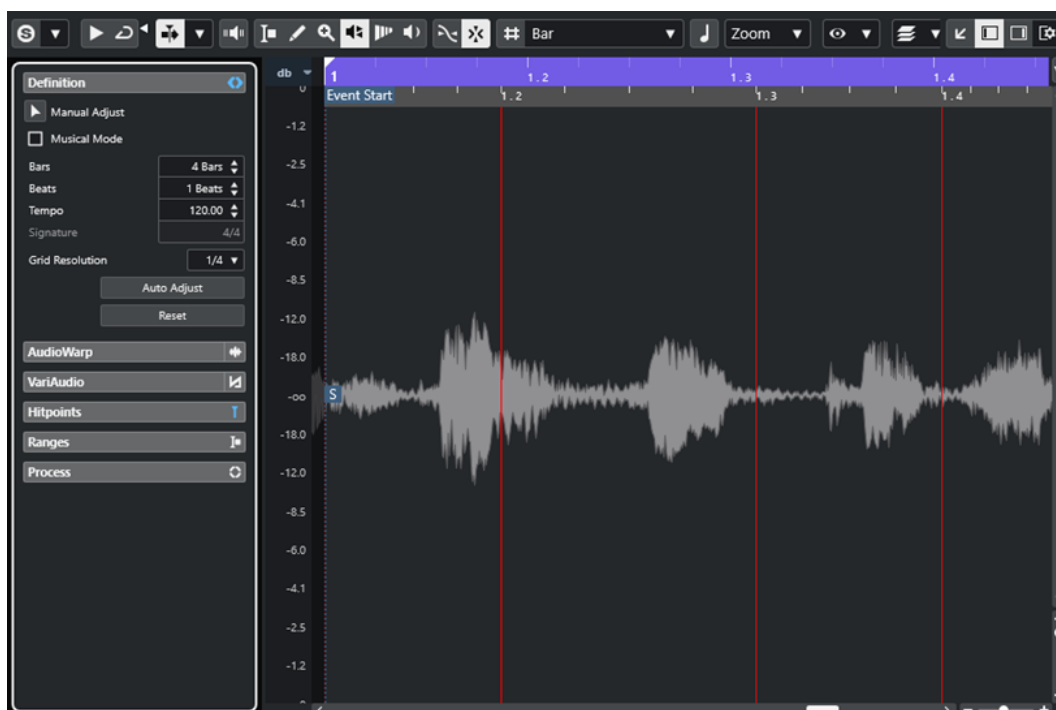 S
Bar
Zoom
Definition
Manual Adjust
Musical Mode
Bars 4 Bars
Beats 1 Beats
Tempo 120.00
Signature 4/4
Grid Resolution 1/4
Auto Adjust
Reset
AudioWarp
VariAudio
Hitpoints
Ranges
Process
db 1 1.2 1.3 1.4
0 Event Start 1.2 1.3 1.4
-1.2
-2.5
-4.1
-6.0
-8.5
-12.0
-18.0
-oo S
-18.0
-12.0
-8.5
-6.0
-4.1
-2.5
-1.2